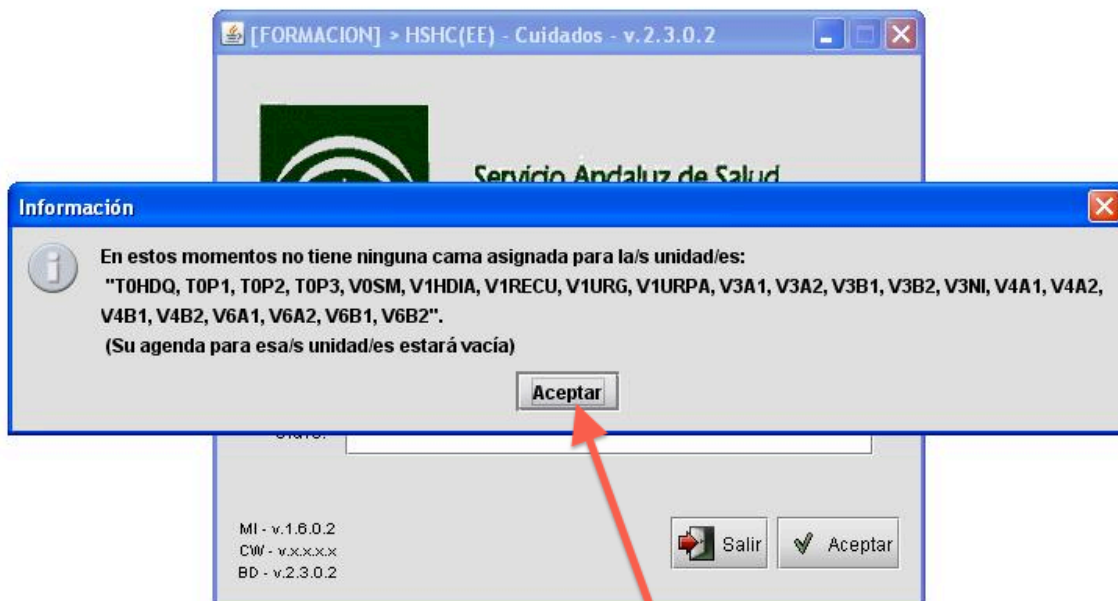 [FORMACION] > HSHC(EE) - Cuidados - v.2.3.0.2
Servicio Andaluz de Salud
Información
En estos momentos no tiene ninguna cama asignada para la/s unidad/es:
"T0HDQ, T0P1, T0P2, T0P3, V0SM, V1HDIA, V1RECU, V1URG, V1URPA, V3A1, V3A2, V3B1, V3B2, V3NI, V4A1, V4A2,
V4B1, V4B2, V6A1, V6A2, V6B1, V6B2".
(Su agenda para esa/s unidad/es estará vacía)
Aceptar
MI - v.1.6.0.2
CW - v.x.x.x.x
BD - v.2.3.0.2
Salir
Aceptar